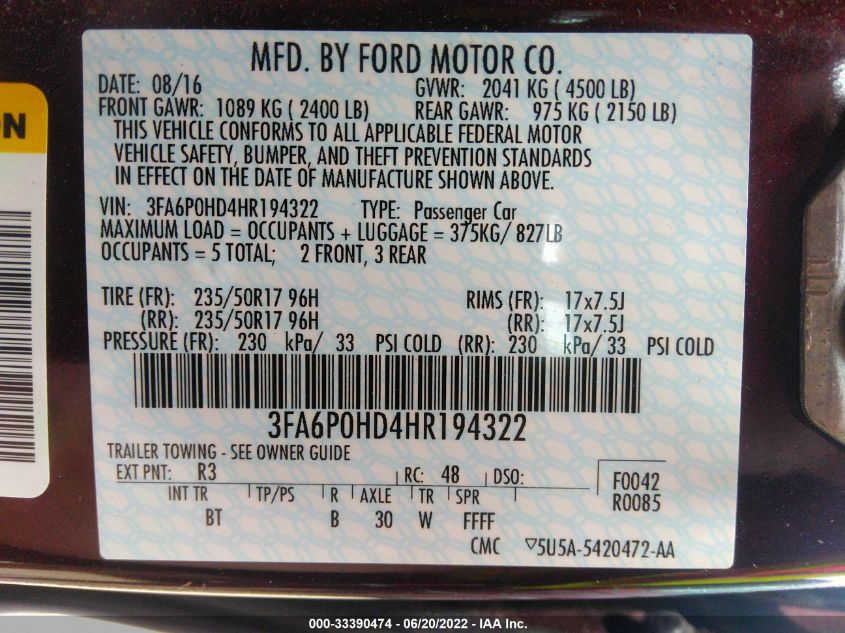 MFD. BY FORD MOTOR CO.
DATE: 08/16 GVWR: 2041 KG ( 4500 LB)
FRONT GAWR: 1089 KG ( 2400 LB) REAR GAWR: 975 KG ( 2150 LB)
THIS VEHICLE CONFORMS TO ALL APPLICABLE FEDERAL MOTOR
VEHICLE SAFETY, BUMPER, AND THEFT PREVENTION STANDARDS
IN EFFECT ON THE DATE OF MANUFACTURE SHOWN ABOVE.
VIN: 3FA6P0HD4HR194322 TYPE: Passenger Car
MAXIMUM LOAD = OCCUPANTS + LUGGAGE = 375KG/ 827LB
OCCUPANTS = 5 TOTAL; 2 FRONT, 3 REAR
TIRE (FR): 235/50R17 96H RIMS (FR): 17x7.5J
(RR): 235/50R17 96H (RR): 17x7.5J
PRESSURE (FR): 230 kPa/ 33 PSI COLD (RR): 230 kPa/ 33 PSI COLD
3FA6P0HD4HR194322
TRAILER TOWING - SEE OWNER GUIDE
EXT PNT: R3 RC: 48 DSO: F0042
R0085
INT TR TP/PS R AXLE TR SPR
BT B 30 W FFFF
CMC ▽5U5A-5420472-AA
ON
000-33390474 - 06/20/2022 - IAA Inc.